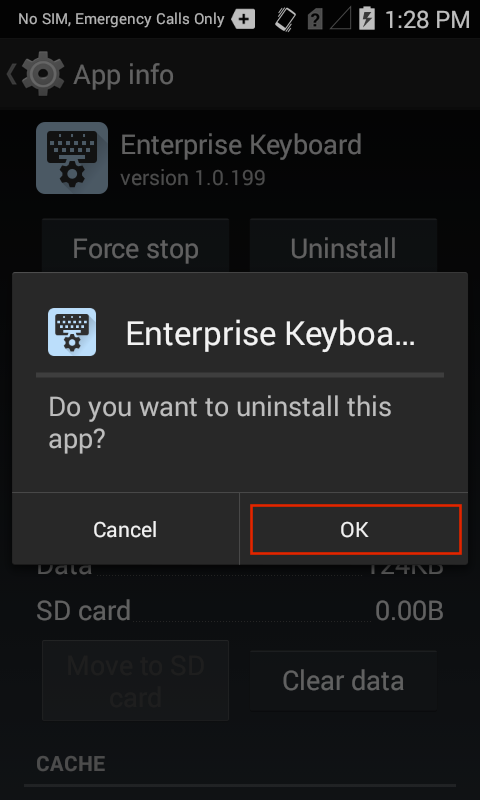 No SIM, Emergency Calls Only 1:28 PM
App info
Enterprise Keyboard
version 1.0.199
Force stop Uninstall
Enterprise Keyboa...
Do you want to uninstall this
app?
Cancel OK
Data 124KB
SD card 0.00B
Move to SD
card
Clear data
CACHE